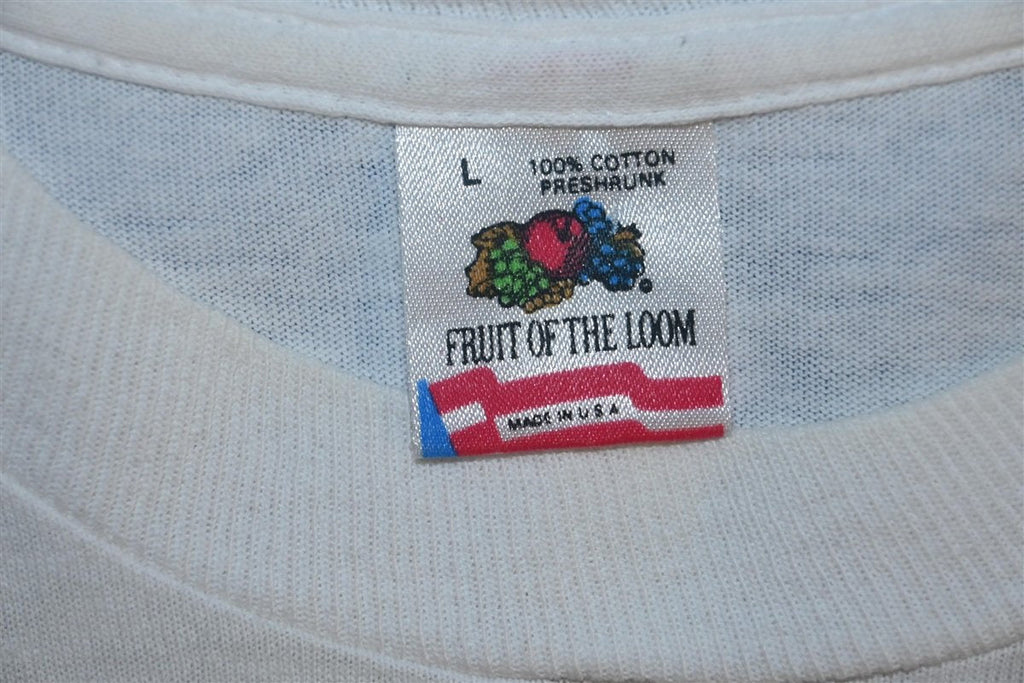 L
100% COTTON
PRESHRUNK
FRUIT OF THE LOOM
MADE IN U S A